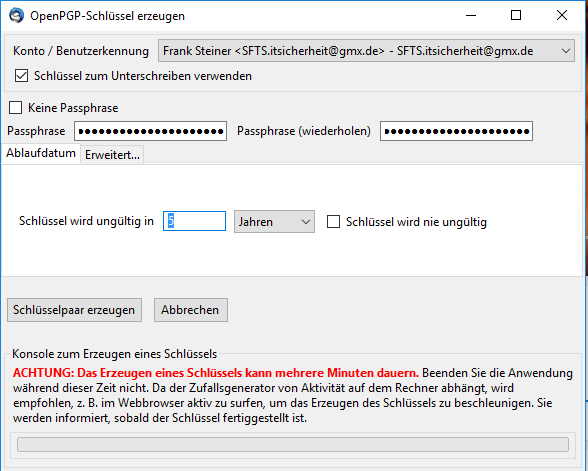 OpenPGP-Schlüssel erzeugen
Konto / Benutzerkennung Frank Steiner <SFTS.itsicherheit@gmx.de> - SFTS.itsicherheit@gmx.de
Schlüssel zum Unterschreiben verwenden
Keine Passphrase
Passphrase Passphrase (wiederholen)
Ablaufdatum Erweitert...
Schlüssel wird ungültig in 5 Jahren Schlüssel wird nie ungültig
Schlüsselpaar erzeugen Abbrechen
Konsole zum Erzeugen eines Schlüssels
ACHTUNG: Das Erzeugen eines Schlüssels kann mehrere Minuten dauern. Beenden Sie die Anwendung
während dieser Zeit nicht. Da der Zufallsgenerator von Aktivität auf dem Rechner abhängt, wird
empfohlen, z. B. im Webbrowser aktiv zu surfen, um das Erzeugen des Schlüssels zu beschleunigen. Sie
werden informiert, sobald der Schlüssel fertiggestellt ist.